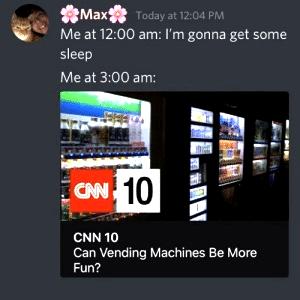 🌸Max🌸 Today at 12:04 PM
Me at 12:00 am: I'm gonna get some
sleep
Me at 3:00 am:
CNN 10
CNN 10
Can Vending Machines Be More
Fun?